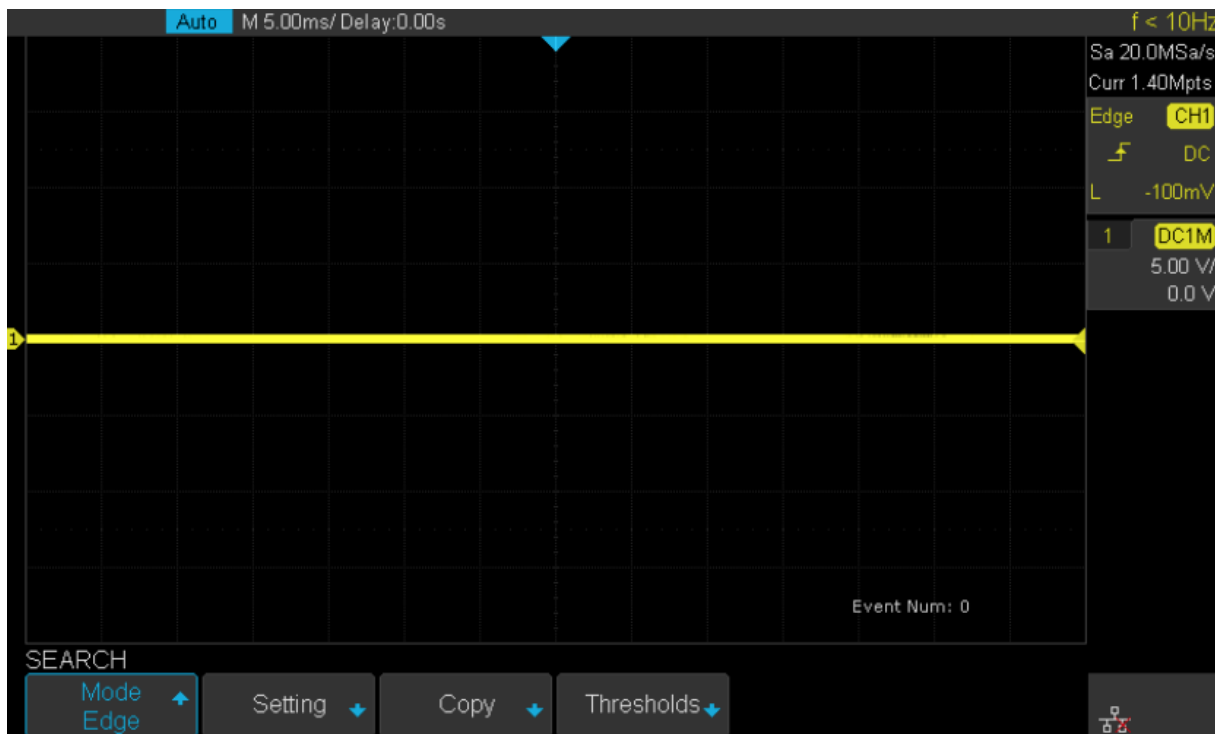 Auto M 5.00ms/ Delay:0.00s f < 10Hz
Sa 20.0MSa/s
Curr 1.40Mpts
Edge CH1
DC
L -100mV
1 DC1M
5.00 V/
0.0 V
1
Event Num: 0
SEARCH
Mode
Edge
Setting
Copy
Thresholds